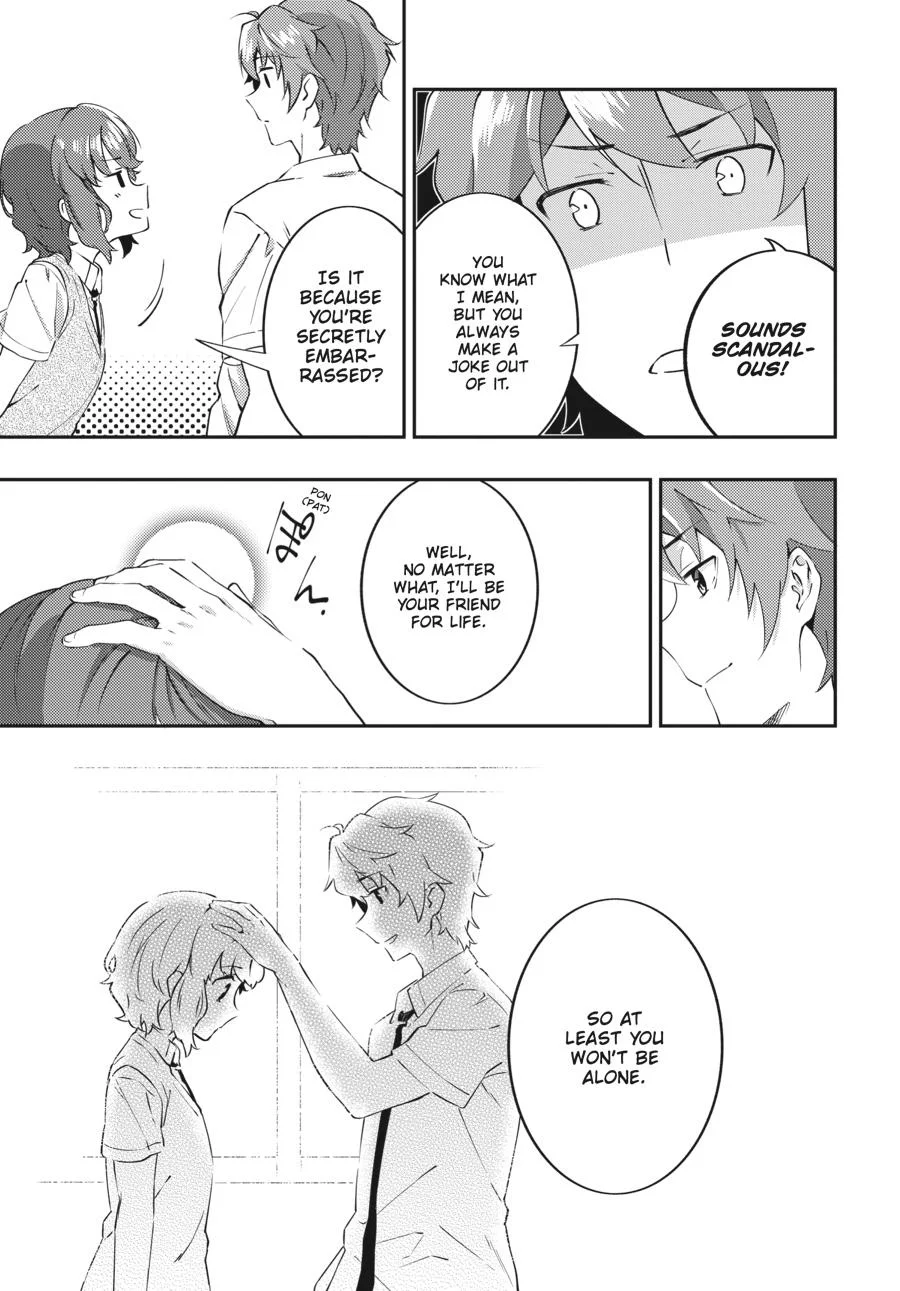 SOUNDS
SCANDAL-
OUS!
YOU
KNOW WHAT
I MEAN,
BUT YOU
ALWAYS
MAKE A
JOKE OUT
OF IT.
IS IT
BECAUSE
YOU'RE
SECRETLY
EMBAR-
RASSED?
WELL,
NO MATTER
WHAT, I'LL BE
YOUR FRIEND
FOR LIFE.
PON
(PAT)
SO AT
LEAST YOU
WON'T BE
ALONE.